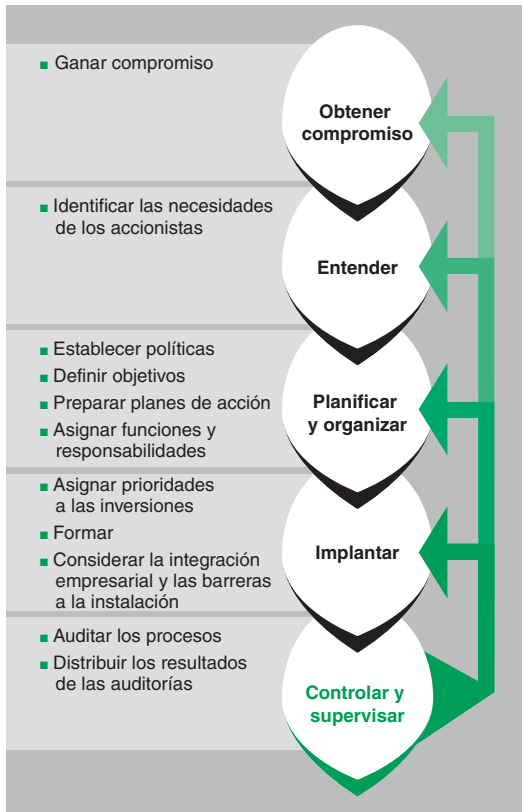 ■ Ganar compromiso
Obtener
compromiso
■ Identificar las necesidades
de los accionistas
Entender
■ Establecer políticas
■ Definir objetivos
■ Preparar planes de acción
■ Asignar funciones y
responsabilidades
Planificar
y organizar
■ Asignar prioridades
a las inversiones
■ Formar
■ Considerar la integración
empresarial y las barreras
a la instalación
Implantar
■ Auditar los procesos
■ Distribuir los resultados
de las auditorías
Controlar y
supervisar